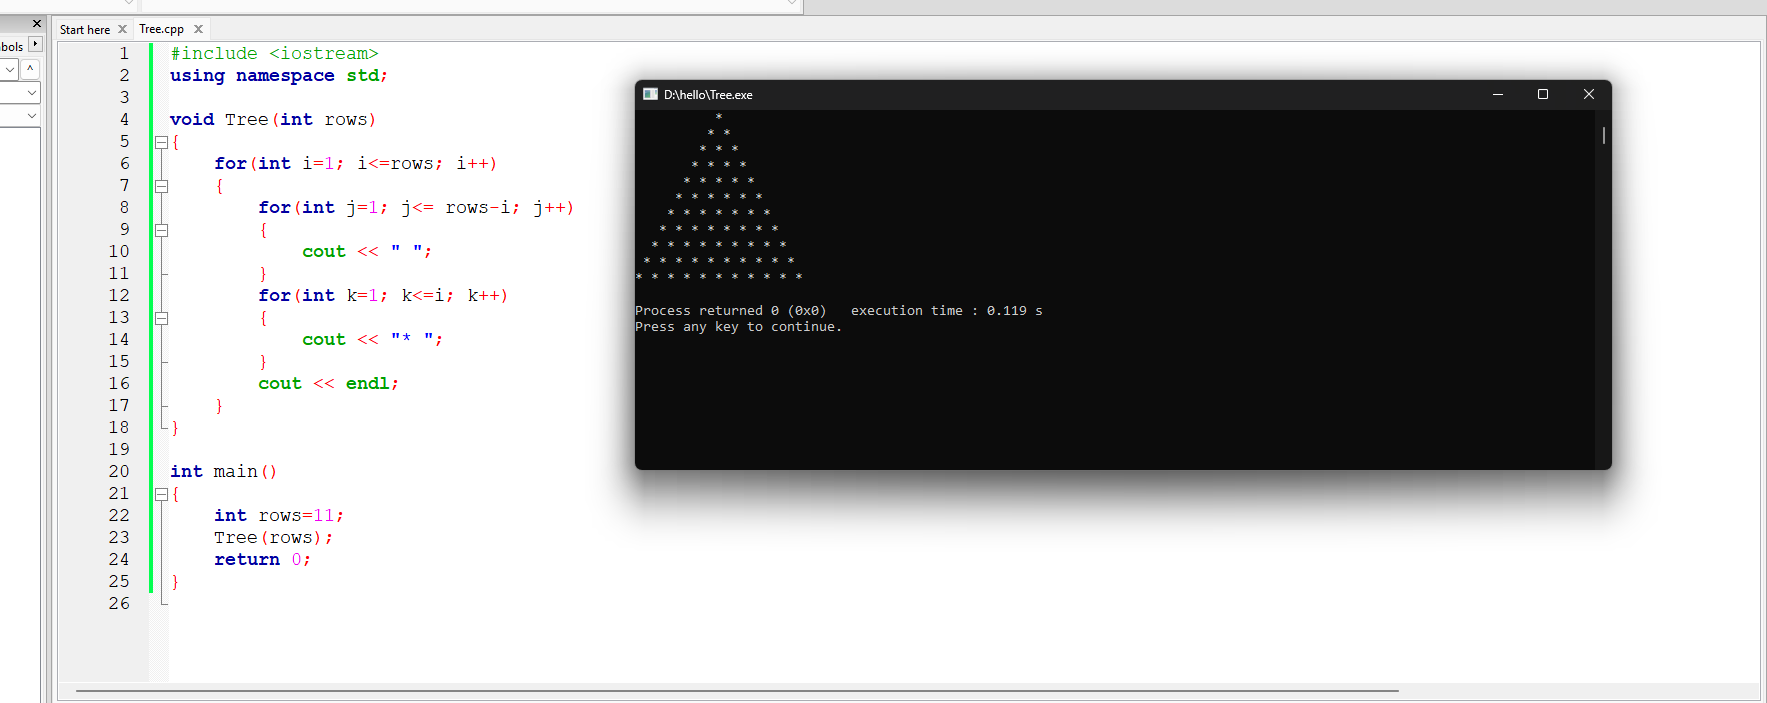 bols
Start here
Tree.cpp
1 #include <iostream>
2 using namespace std;
3
4 void Tree(int rows)
5 {
6     for(int i=1; i<=rows; i++)
7     {
8         for(int j=1; j<= rows-i; j++)
9         {
10             cout << " ";
11         }
12         for(int k=1; k<=i; k++)
13         {
14             cout << "* ";
15         }
16         cout << endl;
17     }
18 }
19
20 int main()
21 {
22     int rows=11;
23     Tree(rows);
24     return 0;
25 }
26
D:\hello\Tree.exe
          *
         * *
        * * *
       * * * *
      * * * * *
     * * * * * *
    * * * * * * *
   * * * * * * * *
  * * * * * * * * *
 * * * * * * * * * *
* * * * * * * * * * *
Process returned 0 (0x0)   execution time : 0.119 s
Press any key to continue.